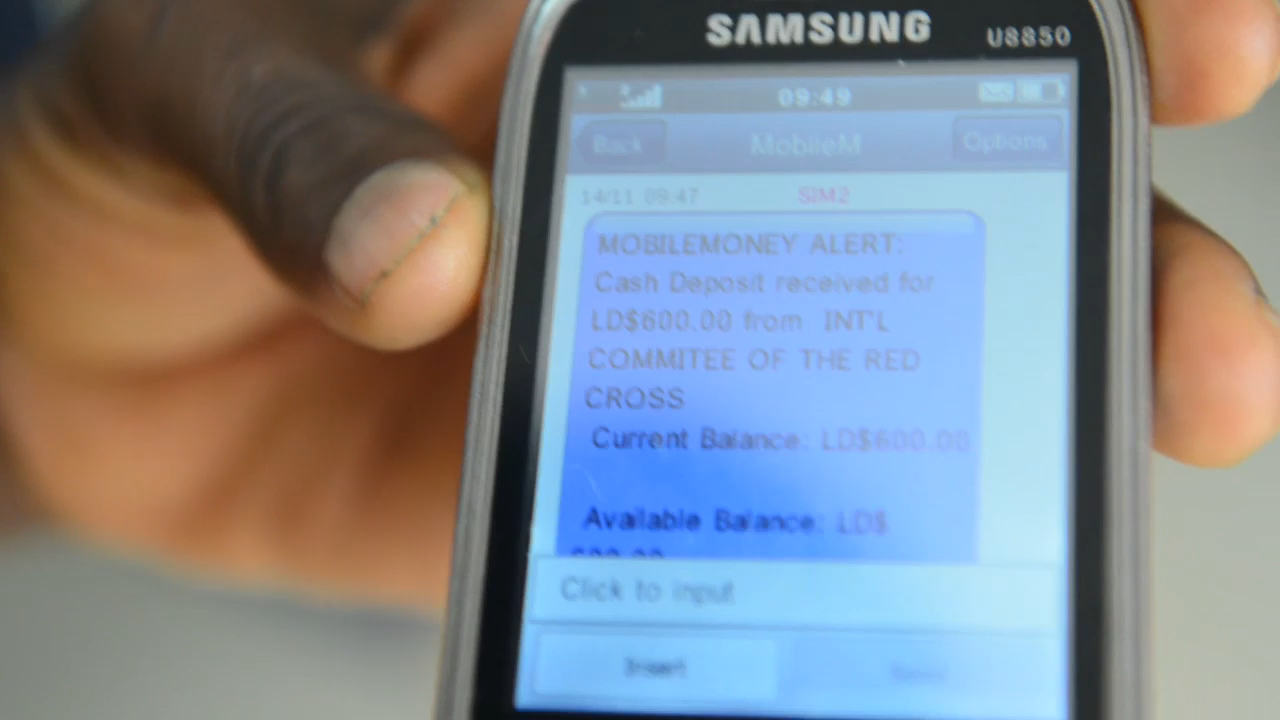 SAMSUNG
U8850
09:49
Back
MobileM
Options
14/11 09:47
SIM2
MOBILEMONEY ALERT:
Cash Deposit received for
LD$600.00 from INT'L
COMMITEE OF THE RED
CROSS
Current Balance: LD$600.00
Available Balance: LD$
600.00
Click to input
Insert